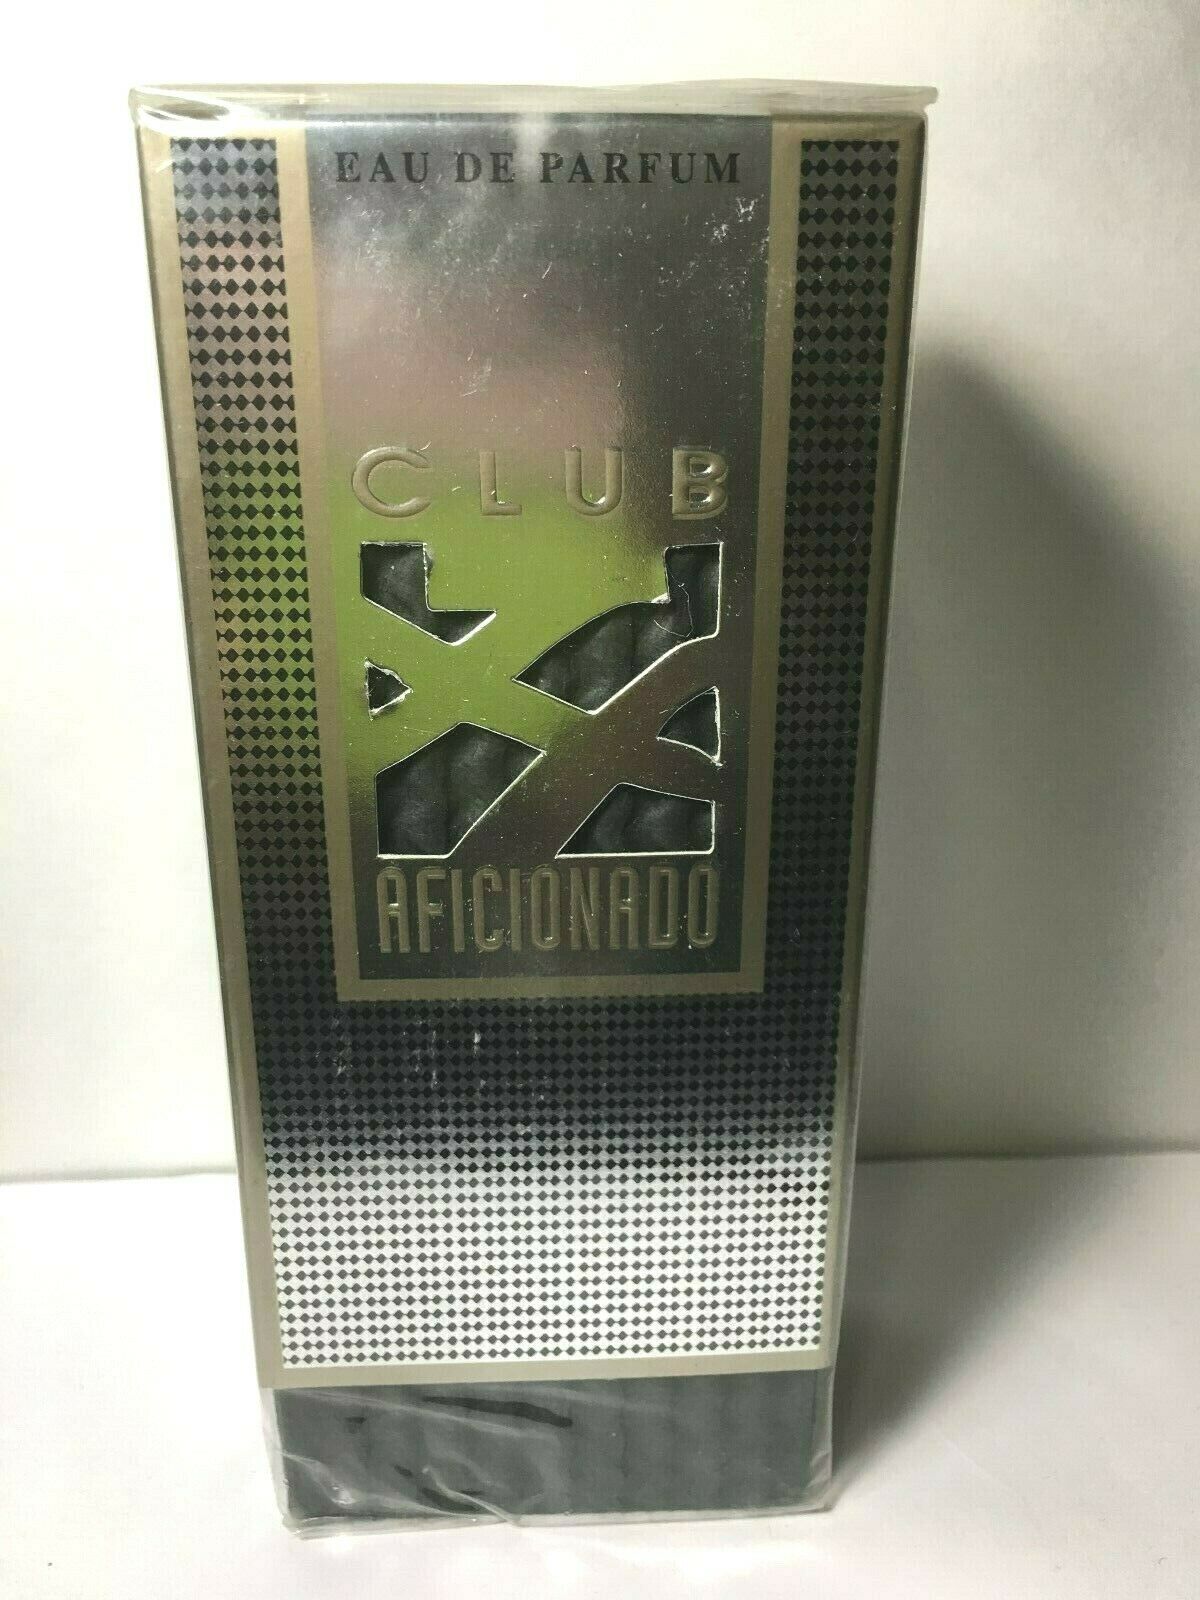 EAU DE PARFUM
CLUB
X
AFICIONADO